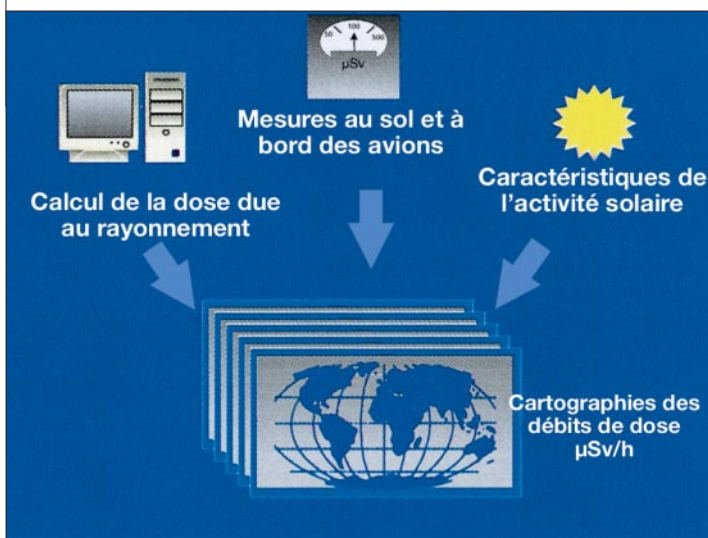 50 100 500
µSv
Mesures au sol et à
bord des avions
Calcul de la dose due
au rayonnement
Caractéristiques de
l'activité solaire
Cartographies des
débits de dose
µSv/h